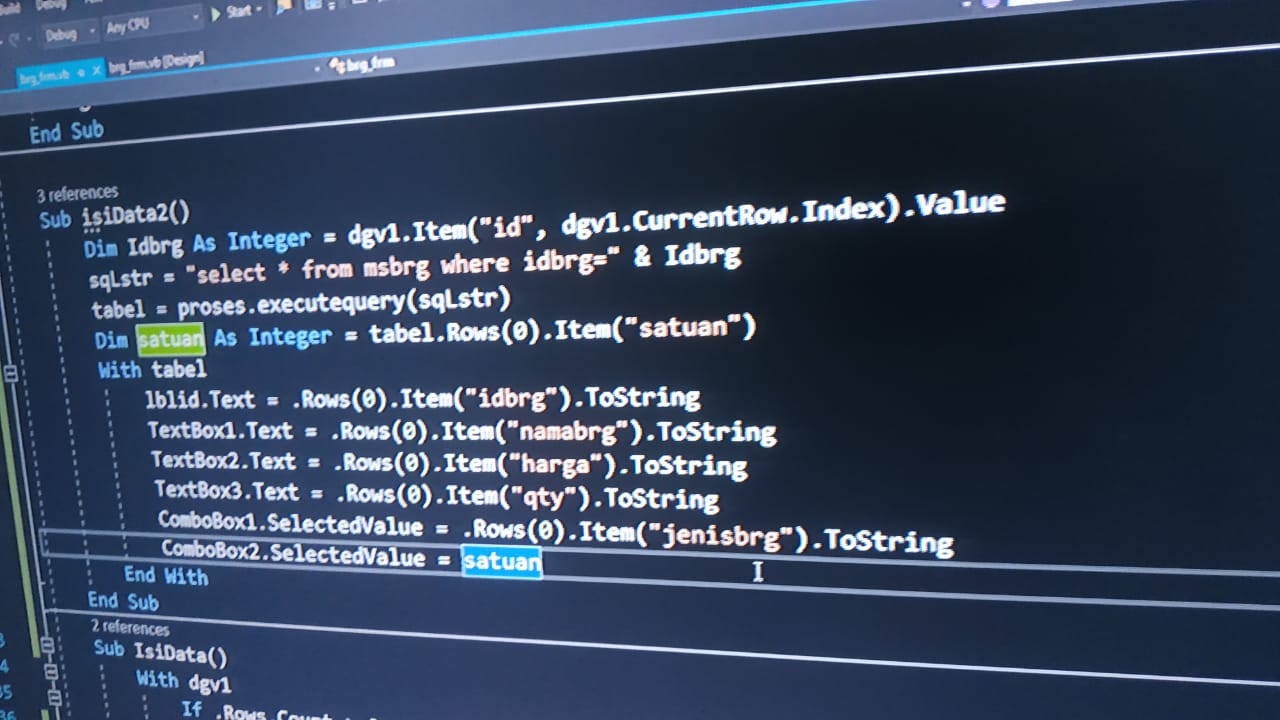 Build Debug
Debug Any CPU Start
brg_frm.vb brg_frm.vb [Design]
brg_frm
End Sub
3 references
Sub isiData2()
Dim Idbrg As Integer = dgv1.Item("id", dgv1.CurrentRow.Index).Value
sqLstr = "select * from msbrg where idbrg=" & Idbrg
tabel = proses.executequery(sqLstr)
Dim satuan As Integer = tabel.Rows(0).Item("satuan")
With tabel
lblid.Text = .Rows(0).Item("idbrg").ToString
TextBox1.Text = .Rows(0).Item("namabrg").ToString
TextBox2.Text = .Rows(0).Item("harga").ToString
TextBox3.Text = .Rows(0).Item("qty").ToString
ComboBox1.SelectedValue = .Rows(0).Item("jenisbrg").ToString
ComboBox2.SelectedValue = satuan
End With
End Sub
2 references
Sub IsiData()
With dgv1
If .Rows.Count